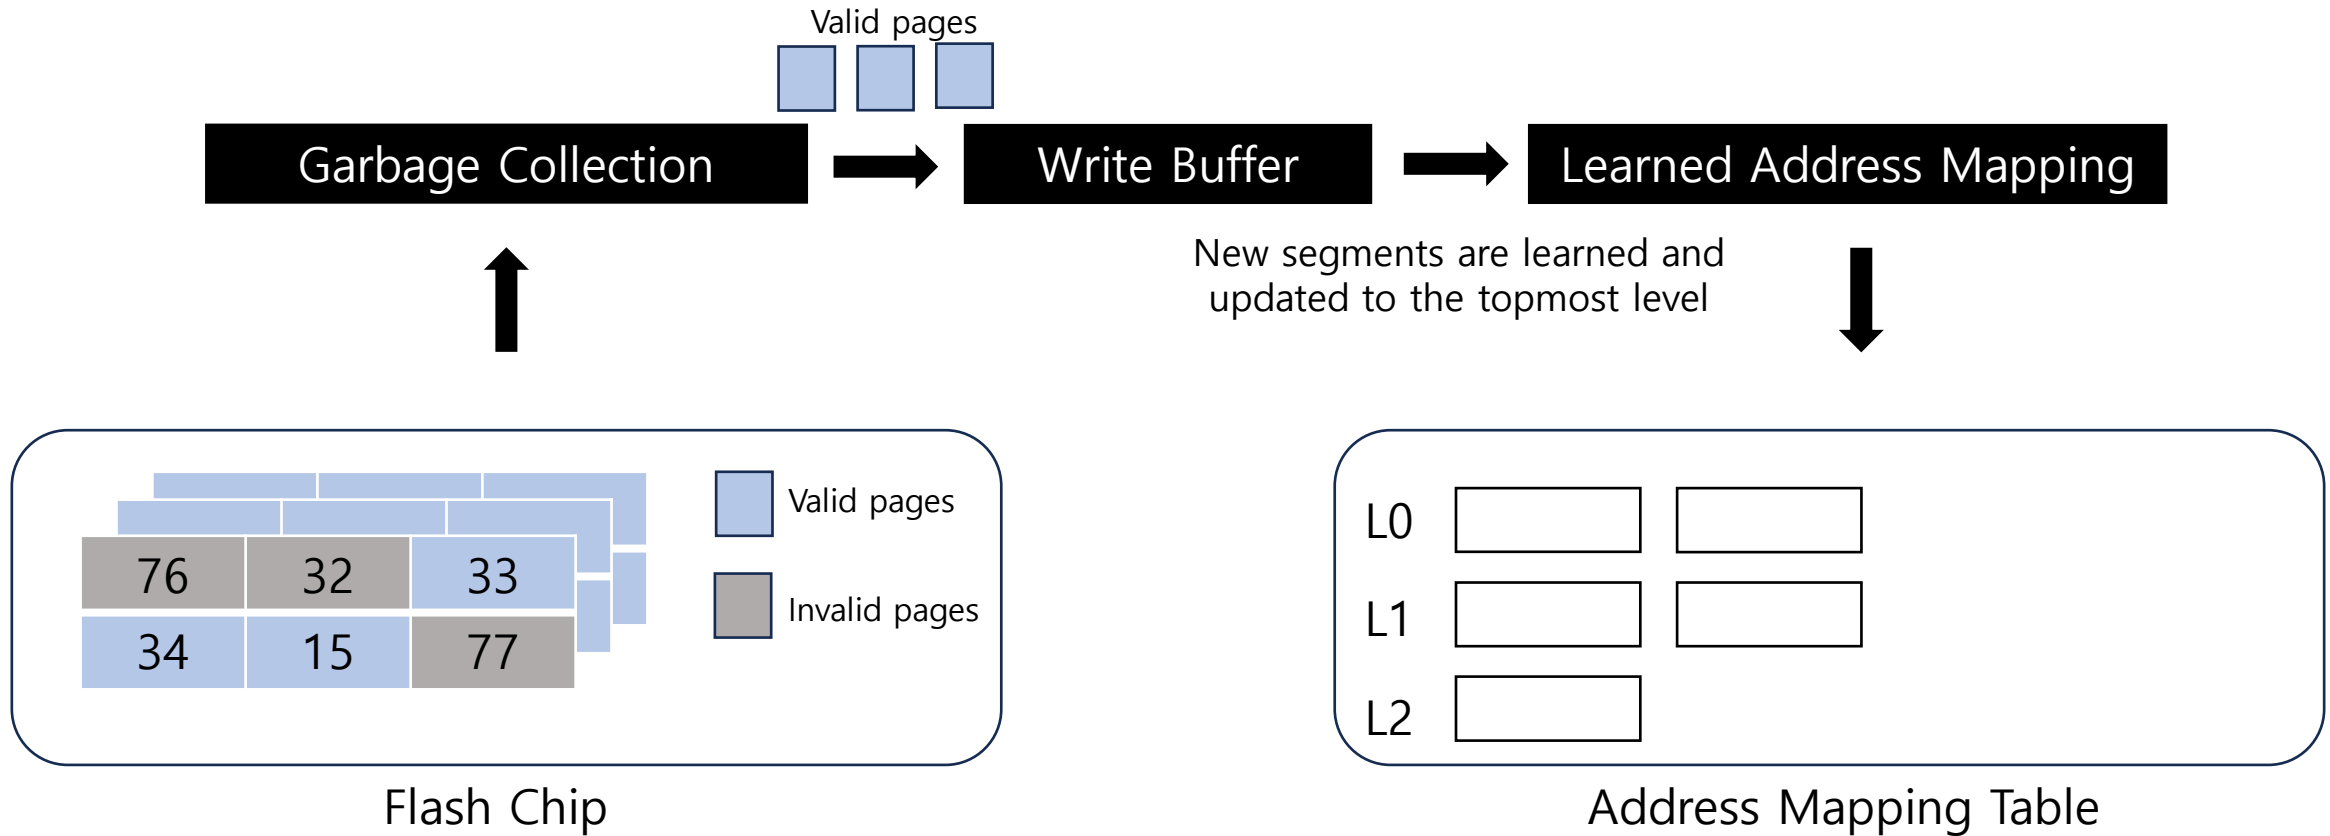 Valid pages
Garbage Collection
Write Buffer
Learned Address Mapping
New segments are learned and
updated to the topmost level
76 32 33
34 15 77
Valid pages
Invalid pages
Flash Chip
L0
L1
L2
Address Mapping Table